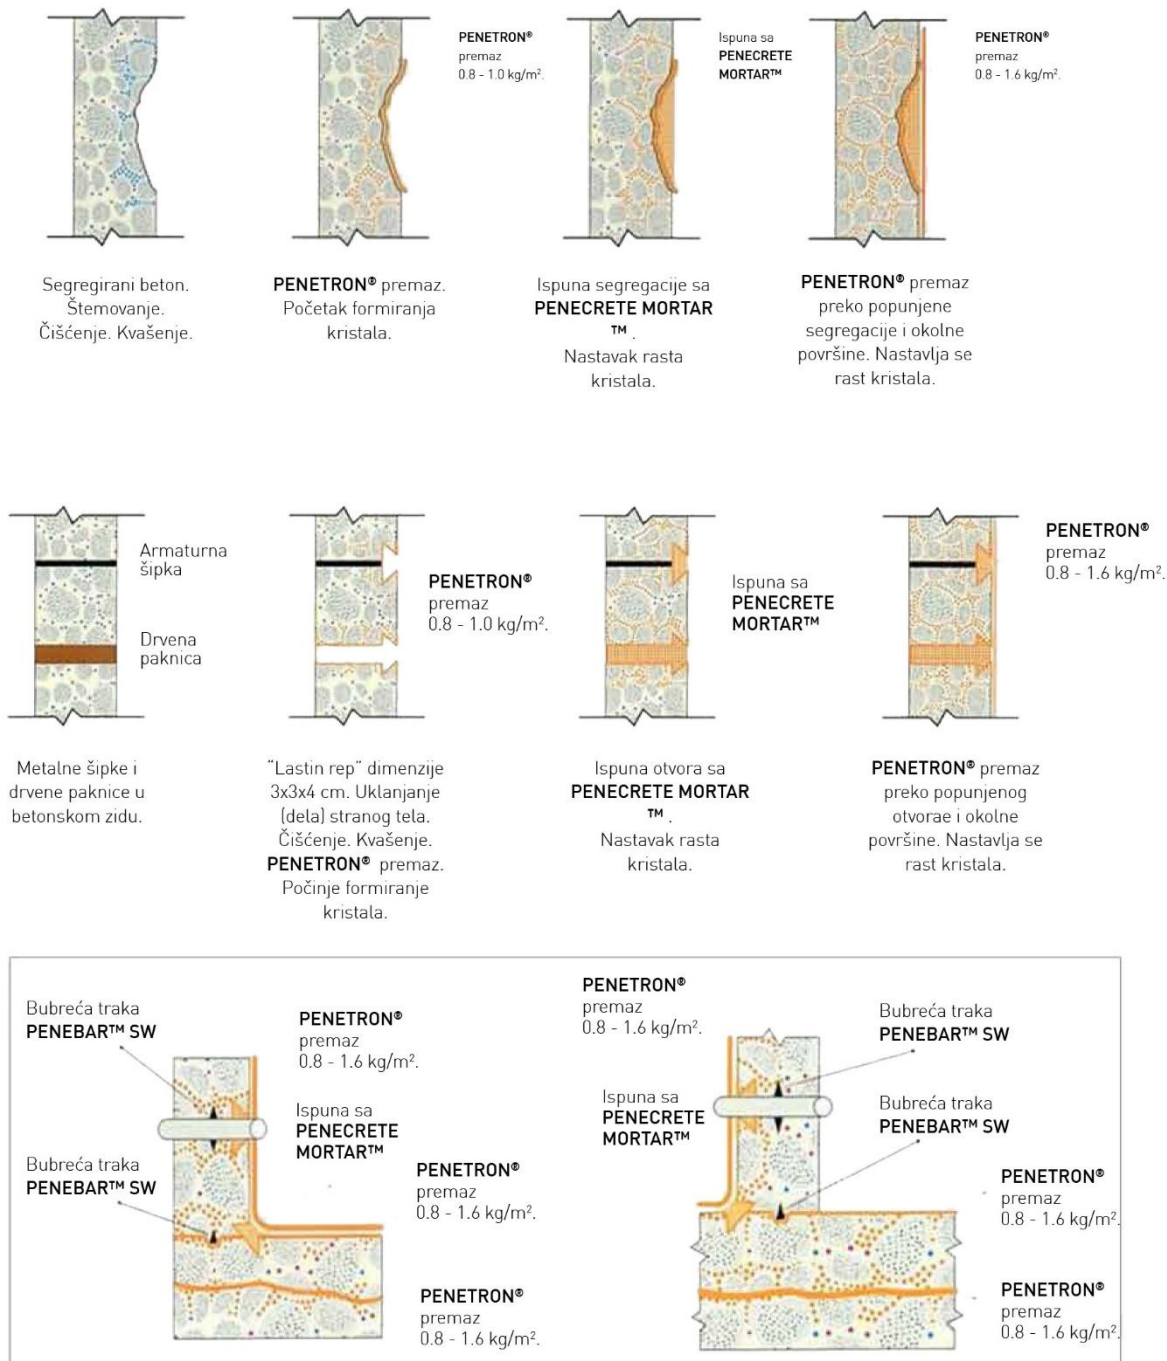 PENETRON®
premaz
0.8 - 1.0 kg/m².
Ispuna sa
PENECRETE
MORTAR™
PENETRON®
premaz
0.8 - 1.6 kg/m².
Segregirani beton.
Štemovanje.
Čišćenje. Kvašenje.
PENETRON® premaz.
Početak formiranja
kristala.
Ispuna segregacije sa
PENECRETE MORTAR
™ .
Nastavak rasta
kristala.
PENETRON® premaz
preko popunjene
segregacije i okolne
površine. Nastavlja se
rast kristala.
Armaturna
šipka
Drvena
paknica
PENETRON®
premaz
0.8 - 1.0 kg/m².
Ispuna sa
PENECRETE
MORTAR™
PENETRON®
premaz
0.8 - 1.6 kg/m².
Metalne šipke i
drvene paknice u
betonskom zidu.
"Lastin rep" dimenzije
3x3x4 cm. Uklanjanje
(dela) stranog tela.
Čišćenje. Kvašenje.
PENETRON® premaz.
Počinje formiranje
kristala.
Ispuna otvora sa
PENECRETE MORTAR
™ .
Nastavak rasta
kristala.
PENETRON® premaz
preko popunjenog
otvorae i okolne
površine. Nastavlja se
rast kristala.
Bubreća traka
PENEBAR™ SW
PENETRON®
premaz
0.8 - 1.6 kg/m².
Ispuna sa
PENECRETE
MORTAR™
Bubreća traka
PENEBAR™ SW
PENETRON®
premaz
0.8 - 1.6 kg/m².
PENETRON®
premaz
0.8 - 1.6 kg/m².
PENETRON®
premaz
0.8 - 1.6 kg/m².
Bubreća traka
PENEBAR™ SW
Ispuna sa
PENECRETE
MORTAR™
Bubreća traka
PENEBAR™ SW
PENETRON®
premaz
0.8 - 1.6 kg/m².
PENETRON®
premaz
0.8 - 1.6 kg/m².